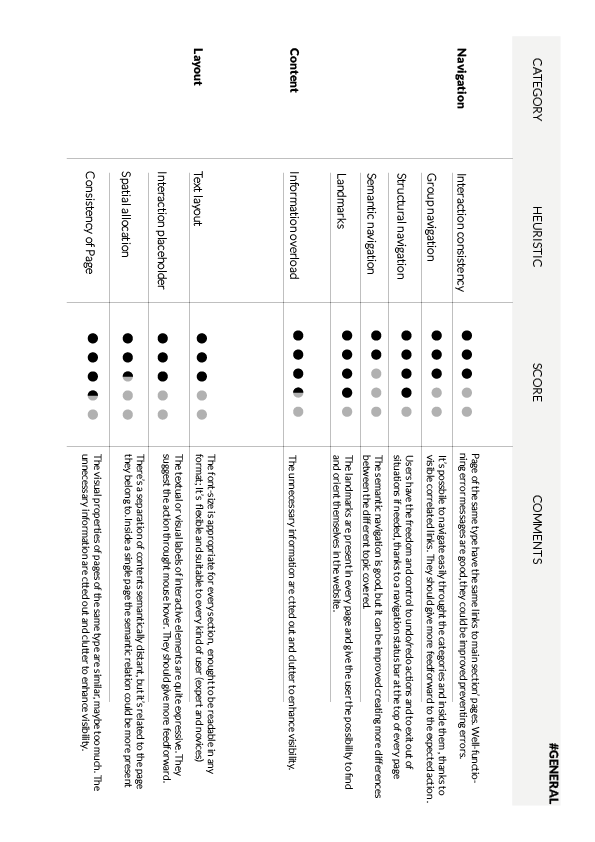 #GENERAL
CATEGORY HEURISTIC SCORE COMMENTS
Navigation
Interaction consistency
Page of the same type have the same links to main section' pages. Well-functio-
ning error messages are good, they could be improved preventing errors.
Group navigation
It's possbile to navigate easily throught the categories and inside them , thanks to
visible correlated links. They should give more feedforward to the expected action.
Structural navigation
Users have the freedom and control to undo/redo actions and to exit out of
situations if needed, thanks to a navigation status bar at the top of every page
Semantic navigation
The semantic navigation is good, but it can be improved creating more differences
between the different topic covered.
Landmarks
The landmarks are present in every page and give the user the possibility to find
and orient themselves in the website.
Content
Information overload
The unnecessary information are ctted out and clutter to enhance visibility.
Layout
Text layout
The font-size is appropriate for every section, enought to be readable in any
format; It's flexible and suitable to every kind of user (expert and novices)
Interaction placeholder
The textual or visual labels of interactive elements are quite expressive. They
suggest the action throught mouse hover. They should give more feedforward.
Spatial allocation
There's a separation of contents semantically distant, but it's related to the page
they belong to. Inside a single page the semantic relation could be more present
Consistency of Page
The visual properties of pages of the same type are similar, maybe too much. The
unnecessary information are ctted out and clutter to enhance visibility.